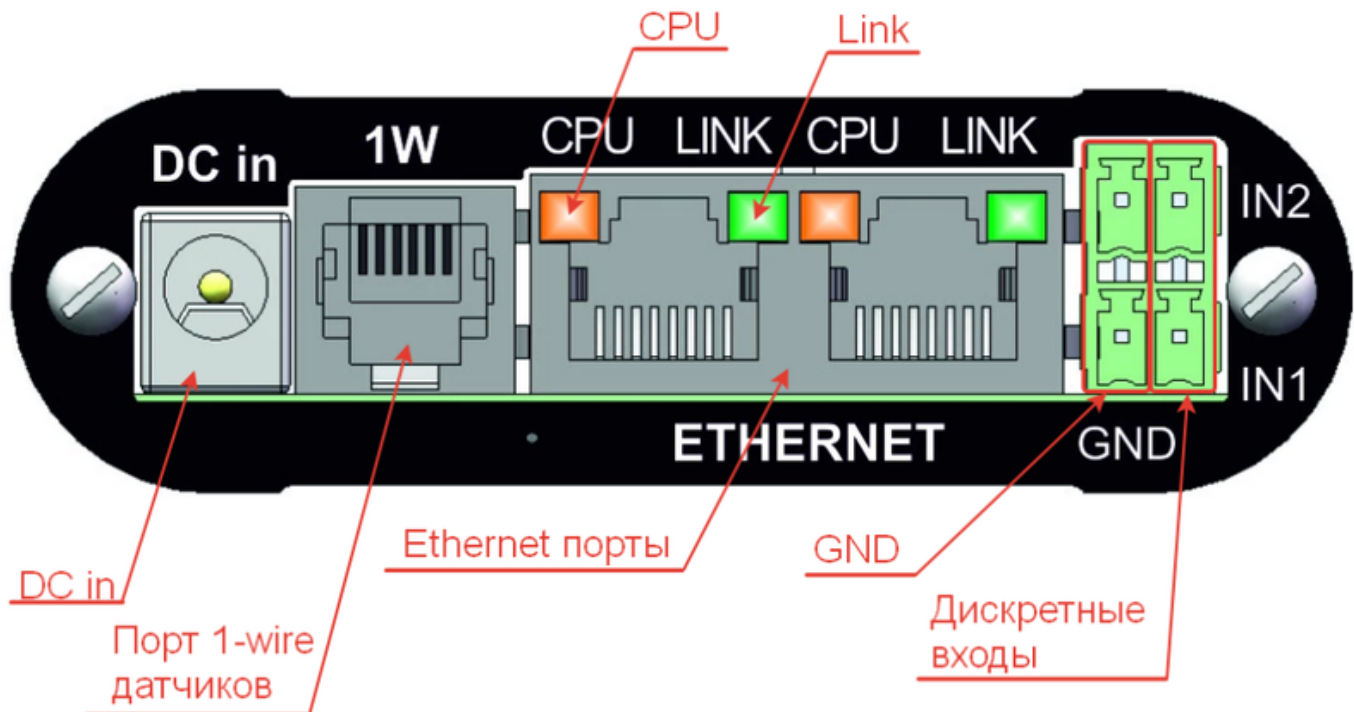 CPU
Link
DC in
1W
CPU LINK CPU LINK
IN2
IN1
ETHERNET
GND
Ethernet порты
GND
DC in
Порт 1-wire
датчиков
Дискретные
входы